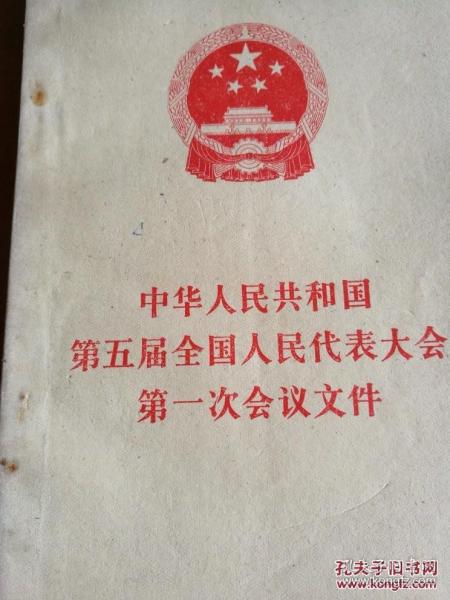 中华人民共和国
第五届全国人民代表大会
第一次会议文件
孔夫子旧书网
www.kongfz.com